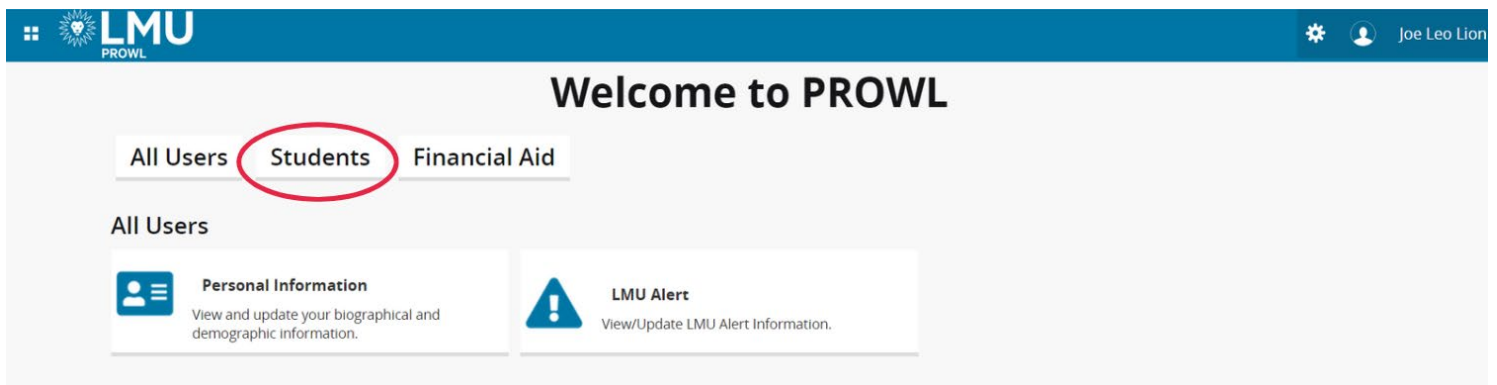 LMU
PROWL
Joe Leo Lion
Welcome to PROWL
All Users Students Financial Aid
All Users
Personal Information
View and update your biographical and
demographic information.
LMU Alert
View/Update LMU Alert Information.